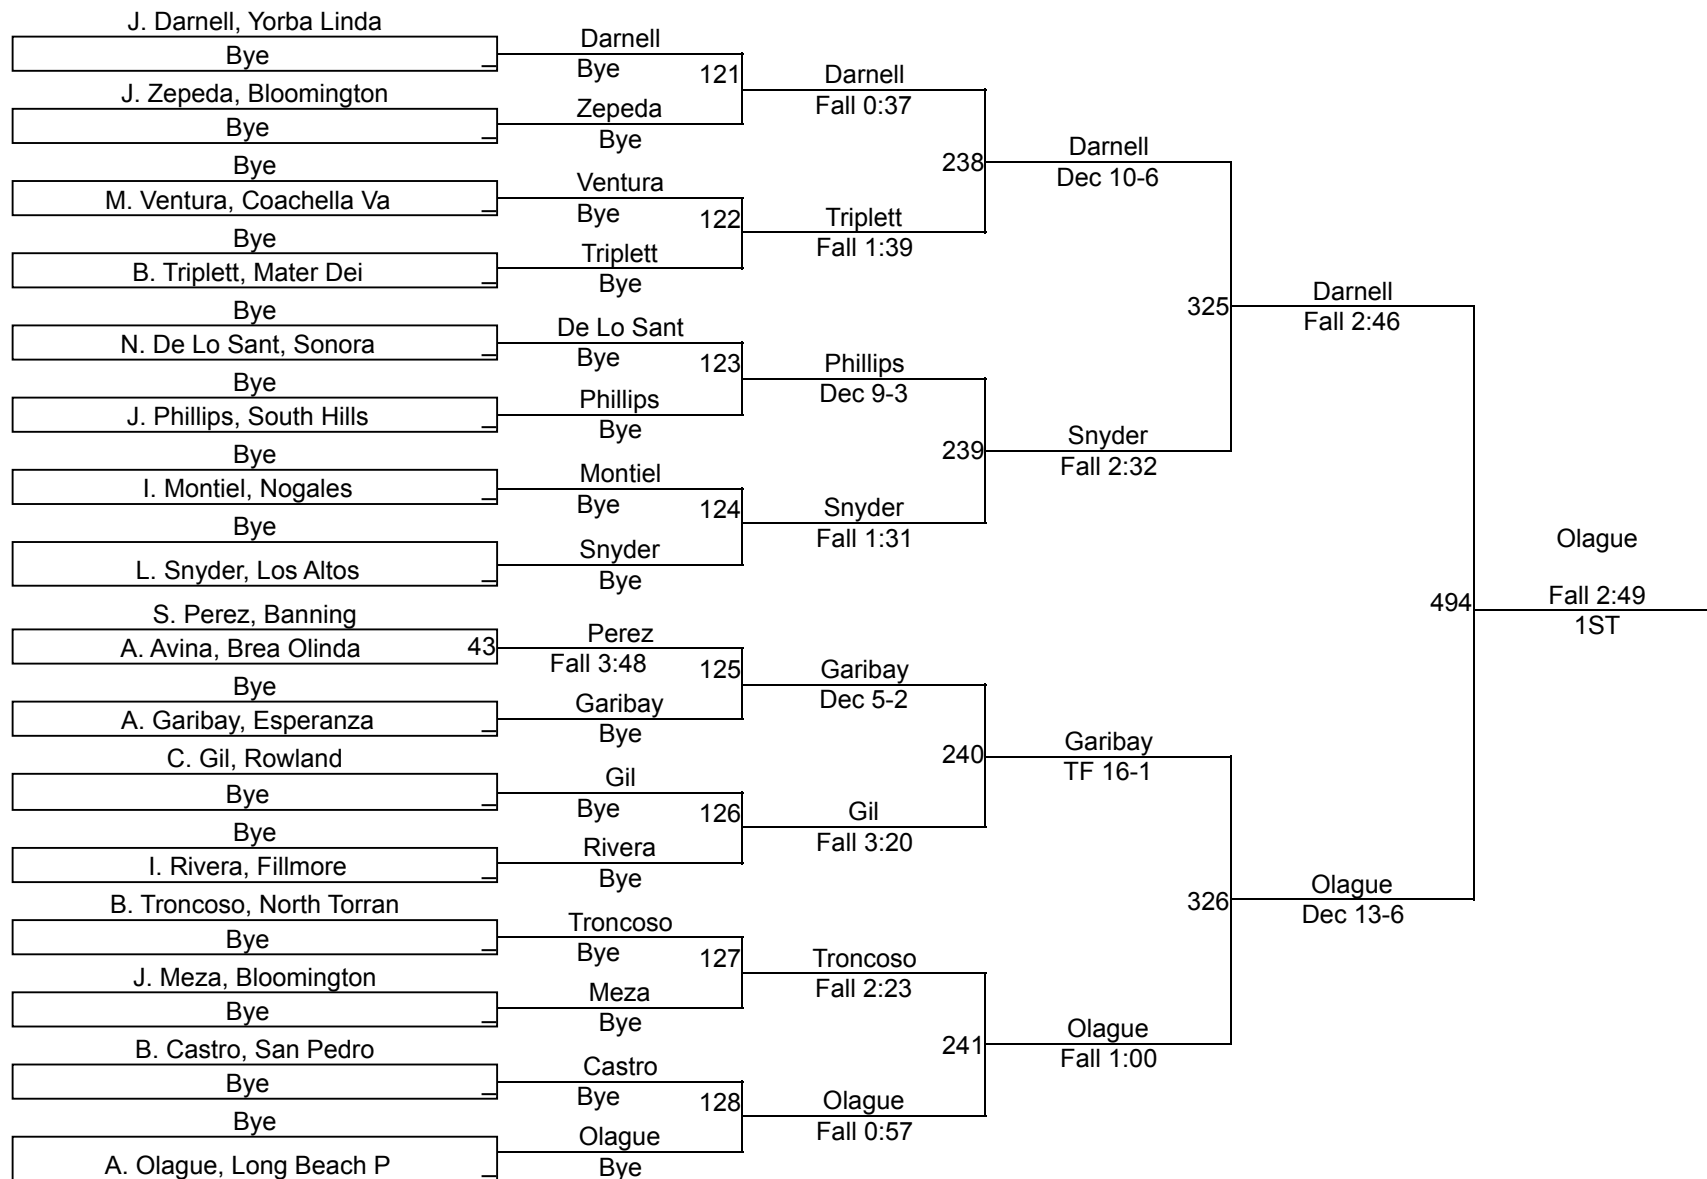 J. Darnell, Yorba Linda
Bye
J. Zepeda, Bloomington
Bye
Bye
M. Ventura, Coachella Va
Bye
B. Triplett, Mater Dei
Bye
N. De Lo Sant, Sonora
Bye
J. Phillips, South Hills
Bye
I. Montiel, Nogales
Bye
L. Snyder, Los Altos
S. Perez, Banning
A. Avina, Brea Olinda 43
Bye
A. Garibay, Esperanza
C. Gil, Rowland
Bye
Bye
I. Rivera, Fillmore
B. Troncoso, North Torran
Bye
J. Meza, Bloomington
Bye
B. Castro, San Pedro
Bye
Bye
A. Olague, Long Beach P
Darnell
Bye 121
Zepeda
Bye
Ventura
Bye 122
Triplett
Bye
De Lo Sant
Bye 123
Phillips
Bye
Montiel
Bye 124
Snyder
Bye
Perez
Fall 3:48 125
Garibay
Bye
Gil
Bye 126
Rivera
Bye
Troncoso
Bye 127
Meza
Bye
Castro
Bye 128
Olague
Bye
Darnell
Fall 0:37
238
Triplett
Fall 1:39
Phillips
Dec 9-3
239
Snyder
Fall 1:31
Garibay
Dec 5-2
240
Gil
Fall 3:20
Troncoso
Fall 2:23
241
Olague
Fall 0:57
Darnell
Dec 10-6
325
Snyder
Fall 2:32
Garibay
TF 16-1
326
Olague
Fall 1:00
Darnell
Fall 2:46
494
Olague
Dec 13-6
Olague
Fall 2:49
1ST